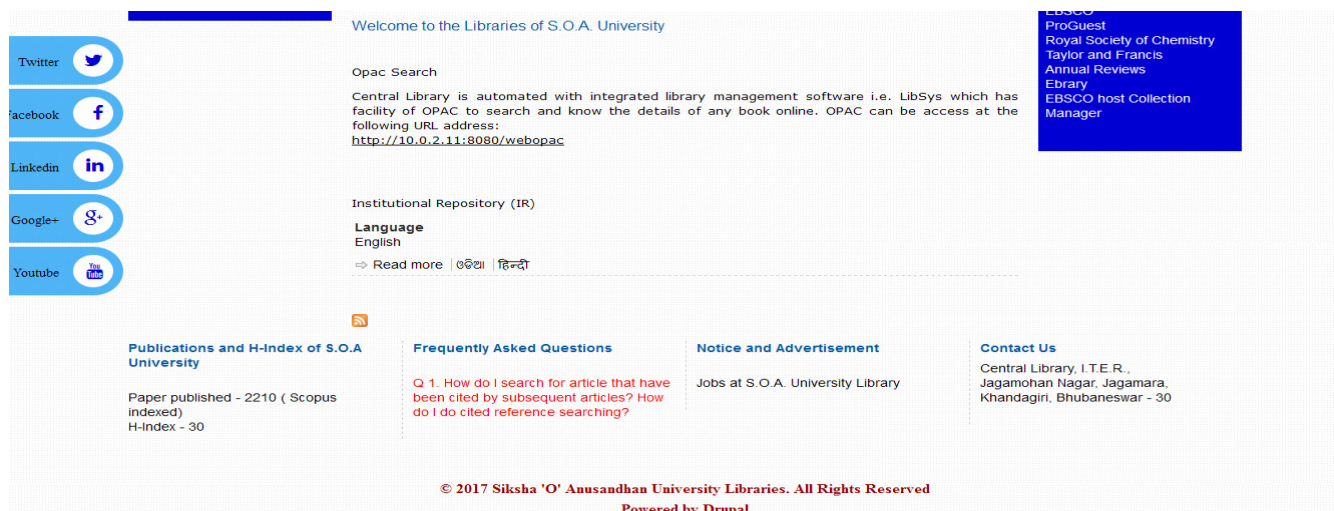 Twitter
Facebook
Linkedin
Google+
Youtube
You
Tube
Welcome to the Libraries of S.O.A. University
Opac Search
Central Library is automated with integrated library management software i.e. LibSys which has
facility of OPAC to search and know the details of any book online. OPAC can be access at the
following URL address:
http://10.0.2.11:8080/webopac
Institutional Repository (IR)
Language
English
⇨ Read more ଓଡିଆ हिन्दी
EBSCO
ProGuest
Royal Society of Chemistry
Taylor and Francis
Annual Reviews
Ebrary
EBSCO host Collection
Manager
Publications and H-Index of S.O.A
University
Paper published - 2210 ( Scopus
indexed)
H-Index - 30
Frequently Asked Questions
Q 1. How do I search for article that have
been cited by subsequent articles? How
do I do cited reference searching?
Notice and Advertisement
Jobs at S.O.A. University Library
Contact Us
Central Library, I.T.E.R.,
Jagamohan Nagar, Jagamara,
Khandagiri, Bhubaneswar - 30
© 2017 Siksha 'O' Anusandhan University Libraries. All Rights Reserved
Powered by Drupal